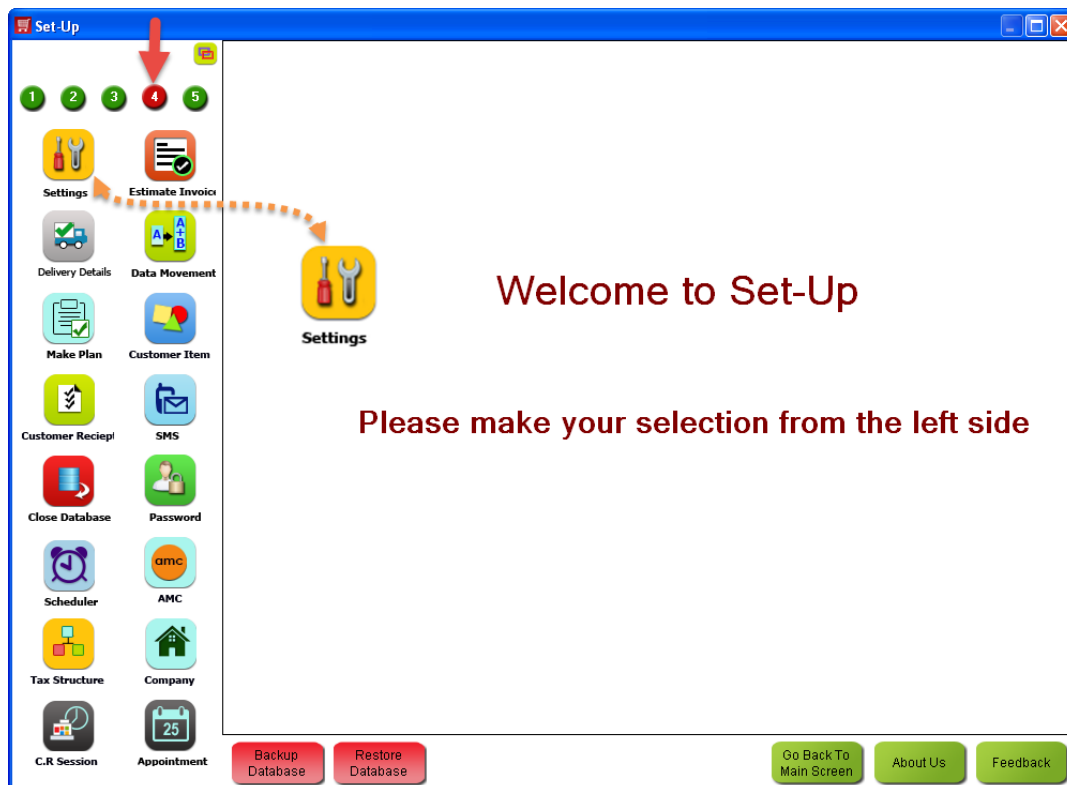 Set-Up
1 2 3 4 5
Settings Estimate Invoic
Delivery Details Data Movement
A A+B
Make Plan Customer Item
Customer Reciept SMS
Close Database Password
amc
Scheduler AMC
Tax Structure Company
25
C.R Session Appointment
Settings
Welcome to Set-Up
Please make your selection from the left side
Backup
Database
Restore
Database
Go Back To
Main Screen
About Us
Feedback